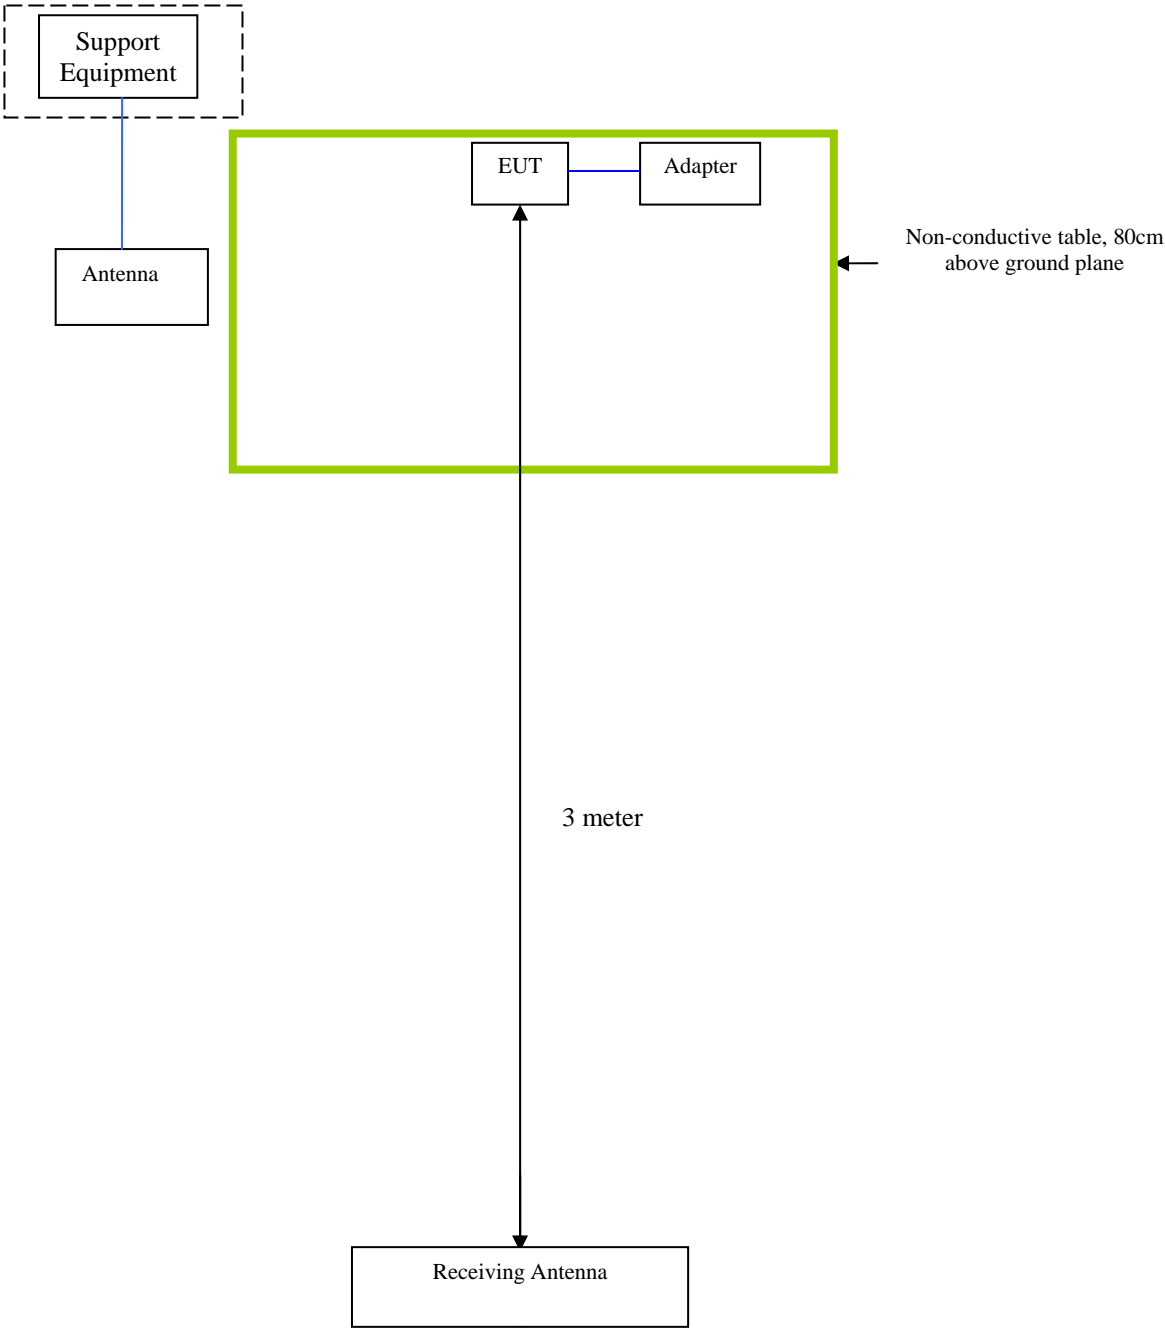 Support
Equipment
EUT
Adapter
Non-conductive table, 80cm
above ground plane
Antenna
3 meter
Receiving Antenna